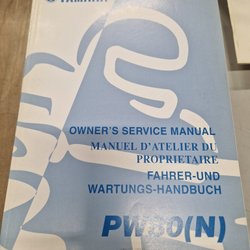 YAMAHA
OWNER'S SERVICE MANUAL
MANUEL D'ATELIER DU
PROPRIETAIRE
FAHRER-UND
WARTUNGS-HANDBUCH
PW80(N)